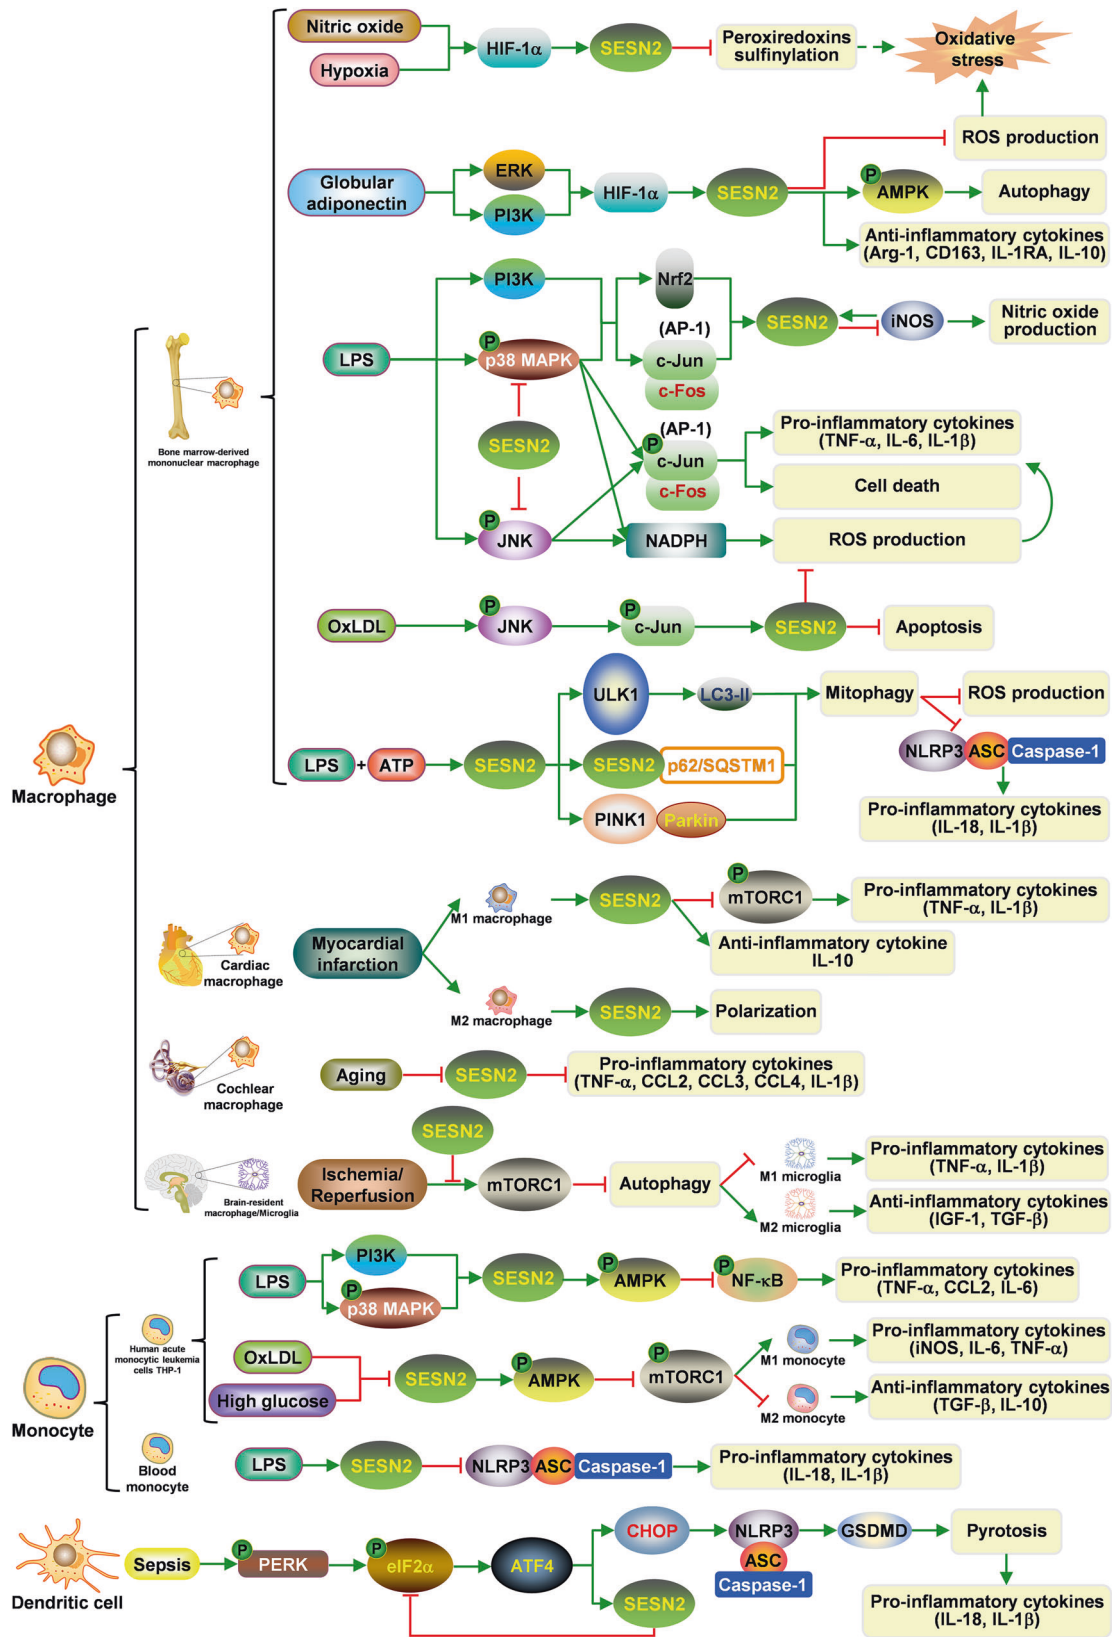 Nitric oxide
Hypoxia
HIF-1α
SESN2
Peroxiredoxins
sulfinylation
Oxidative
stress
ROS production
Globular
adiponectin
ERK
PI3K
HIF-1α
SESN2
P
AMPK
Autophagy
Anti-inflammatory cytokines
(Arg-1, CD163, IL-1RA, IL-10)
LPS
PI3K
P
p38 MAPK
SESN2
P
JNK
Nrf2
(AP-1)
c-Jun
c-Fos
SESN2
iNOS
Nitric oxide
production
(AP-1)
P
c-Jun
c-Fos
NADPH
Pro-inflammatory cytokines
(TNF-α, IL-6, IL-1β)
Cell death
ROS production
Bone marrow-derived
mononuclear macrophage
OxLDL
P
JNK
P
c-Jun
SESN2
Apoptosis
LPS
+
ATP
SESN2
ULK1
LC3-II
SESN2
p62/SQSTM1
PINK1
Parkin
Mitophagy
ROS production
NLRP3
ASC
Caspase-1
Pro-inflammatory cytokines
(IL-18, IL-1β)
Macrophage
Cardiac
macrophage
Myocardial
infarction
M1 macrophage
SESN2
P
mTORC1
Pro-inflammatory cytokines
(TNF-α, IL-1β)
Anti-inflammatory cytokine
IL-10
M2 macrophage
SESN2
Polarization
Cochlear
macrophage
Aging
SESN2
Pro-inflammatory cytokines
(TNF-α, CCL2, CCL3, CCL4, IL-1β)
Brain-resident
macrophage/Microglia
SESN2
Ischemia/
Reperfusion
mTORC1
Autophagy
M1 microglia
Pro-inflammatory cytokines
(TNF-α, IL-1β)
M2 microglia
Anti-inflammatory cytokines
(IGF-1, TGF-β)
Monocyte
Human acute
monocytic leukemia
cells THP-1
LPS
PI3K
P
p38 MAPK
SESN2
P
AMPK
P
NF-κB
Pro-inflammatory cytokines
(TNF-α, CCL2, IL-6)
OxLDL
High glucose
SESN2
P
AMPK
P
mTORC1
M1 monocyte
Pro-inflammatory cytokines
(iNOS, IL-6, TNF-α)
M2 monocyte
Anti-inflammatory cytokines
(TGF-β, IL-10)
Blood
monocyte
LPS
SESN2
NLRP3
ASC
Caspase-1
Pro-inflammatory cytokines
(IL-18, IL-1β)
Dendritic cell
Sepsis
P
PERK
P
eIF2α
ATF4
CHOP
SESN2
NLRP3
ASC
Caspase-1
GSDMD
Pyrotosis
Pro-inflammatory cytokines
(IL-18, IL-1β)